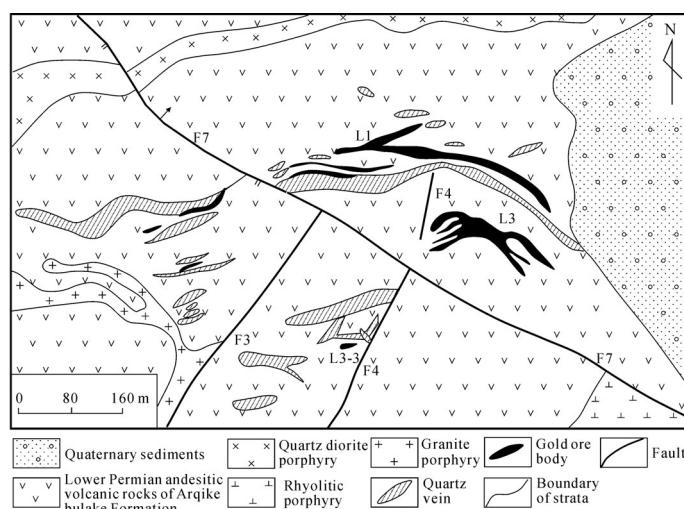 N
F7
L1
F4
L3
F3
L3-3
F4
F7
0 80 160 m
Quaternary sediments
Quartz diorite
porphyry
Granite
porphyry
Gold ore
body
Fault
Lower Permian andesitic
volcanic rocks of Arqike
bulake Formation
Rhyolitic
porphyry
Quartz
vein
Boundary
of strata